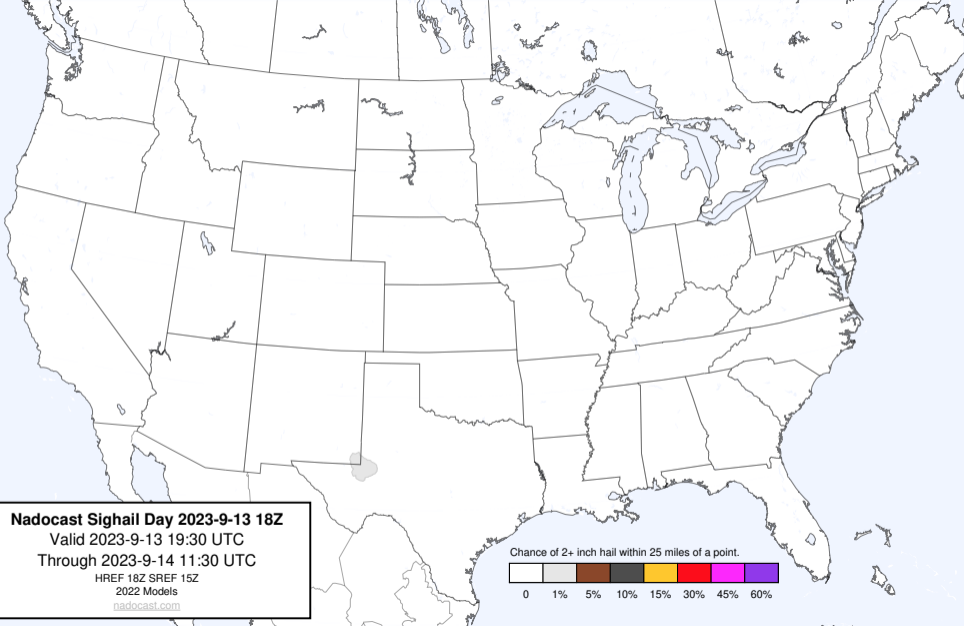 Nadocast Sighail Day 2023-9-13 18Z
Valid 2023-9-13 19:30 UTC
Through 2023-9-14 11:30 UTC
HREF 18Z SREF 15Z
2022 Models
nadocast.com
Chance of 2+ inch hail within 25 miles of a point.
0 1% 5% 10% 15% 30% 45% 60%